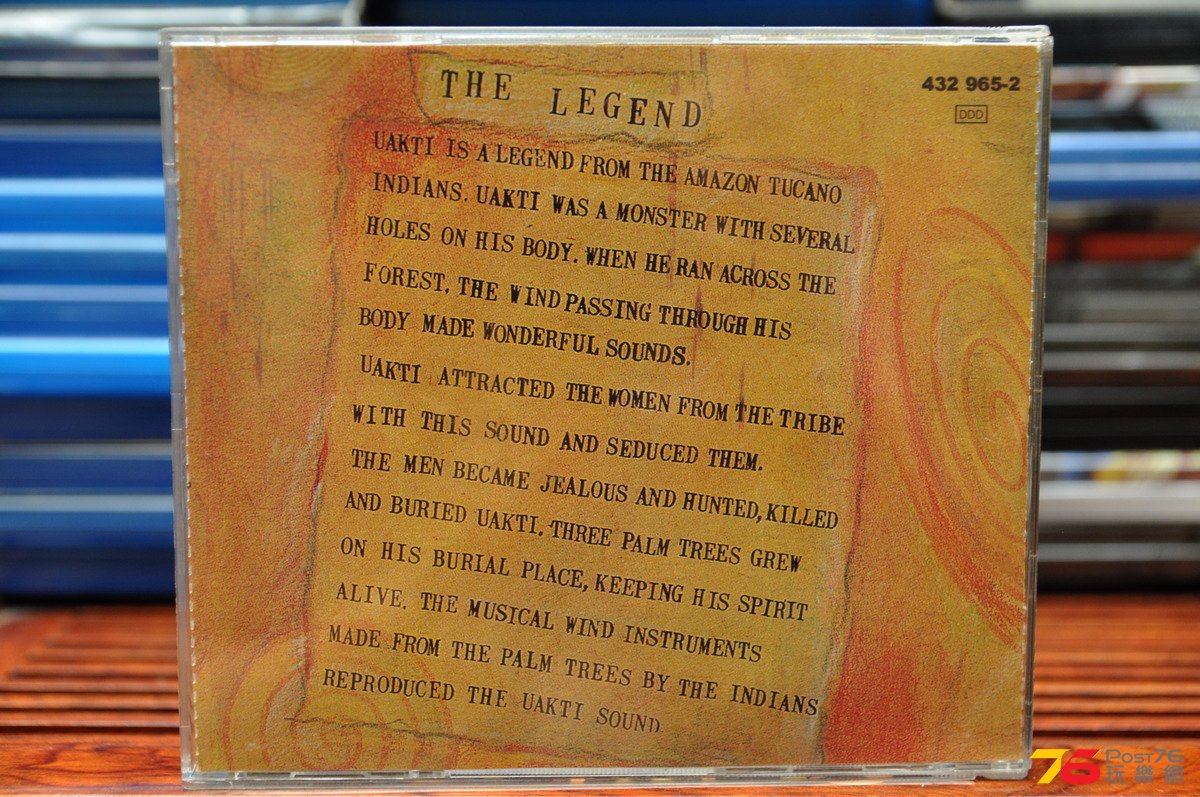 THE LEGEND
432 965-2
DDD
UAKTI IS A LEGEND FROM THE AMAZON TUCANO
INDIANS. UAKTI WAS A MONSTER WITH SEVERAL
HOLES ON HIS BODY. WHEN HE RAN ACROSS THE
FOREST, THE WIND PASSING THROUGH HIS
BODY MADE WONDERFUL SOUNDS.
UAKTI ATTRACTED THE WOMEN FROM THE TRIBE
WITH THIS SOUND AND SEDUCED THEM.
THE MEN BECAME JEALOUS AND HUNTED, KILLED
AND BURIED UAKTI. THREE PALM TREES GREW
ON HIS BURIAL PLACE, KEEPING HIS SPIRIT
ALIVE. THE MUSICAL WIND INSTRUMENTS
MADE FROM THE PALM TREES BY THE INDIANS
REPRODUCED THE UAKTI SOUND.
76 Post76
玩樂網